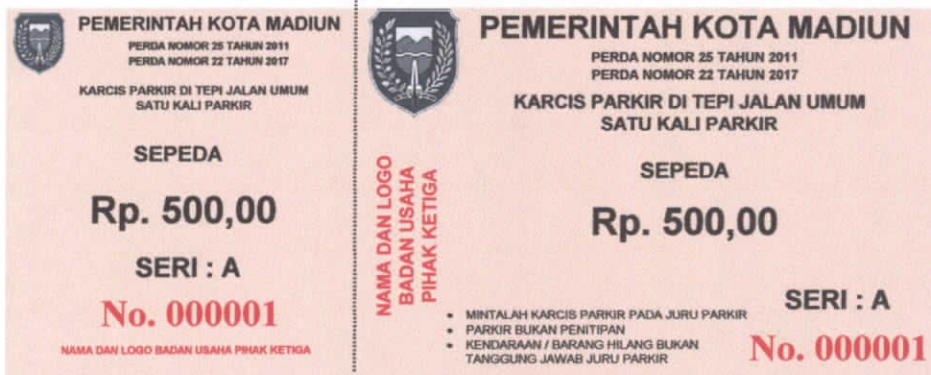 PEMERINTAH KOTA MADIUN
PERDA NOMOR 25 TAHUN 2011
PERDA NOMOR 22 TAHUN 2017
KARCIS PARKIR DI TEPI JALAN UMUM
SATU KALI PARKIR
SEPEDA
Rp. 500,00
SERI : A
No. 000001
NAMA DAN LOGO BADAN USAHA PIHAK KETIGA
PEMERINTAH KOTA MADIUN
PERDA NOMOR 25 TAHUN 2011
PERDA NOMOR 22 TAHUN 2017
KARCIS PARKIR DI TEPI JALAN UMUM
SATU KALI PARKIR
NAMA DAN LOGO
BADAN USAHA
PIHAK KETIGA
SEPEDA
Rp. 500,00
SERI : A
• MINTALAH KARCIS PARKIR PADA JURU PARKIR
• PARKIR BUKAN PENITIPAN
• KENDARAAN / BARANG HILANG BUKAN
TANGGUNG JAWAB JURU PARKIR
No. 000001